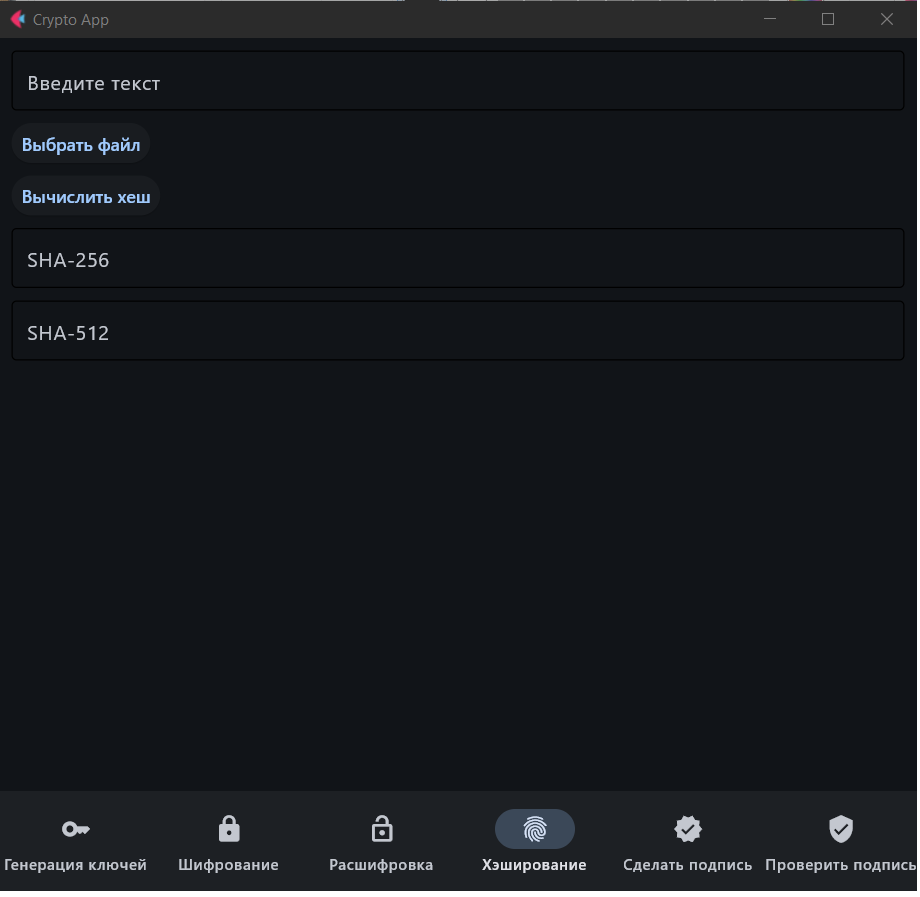 Crypto App
Введите текст
Выбрать файл
Вычислить хеш
SHA-256
SHA-512
Генерация ключей
Шифрование
Расшифровка
Хэширование
Сделать подпись
Проверить подпись